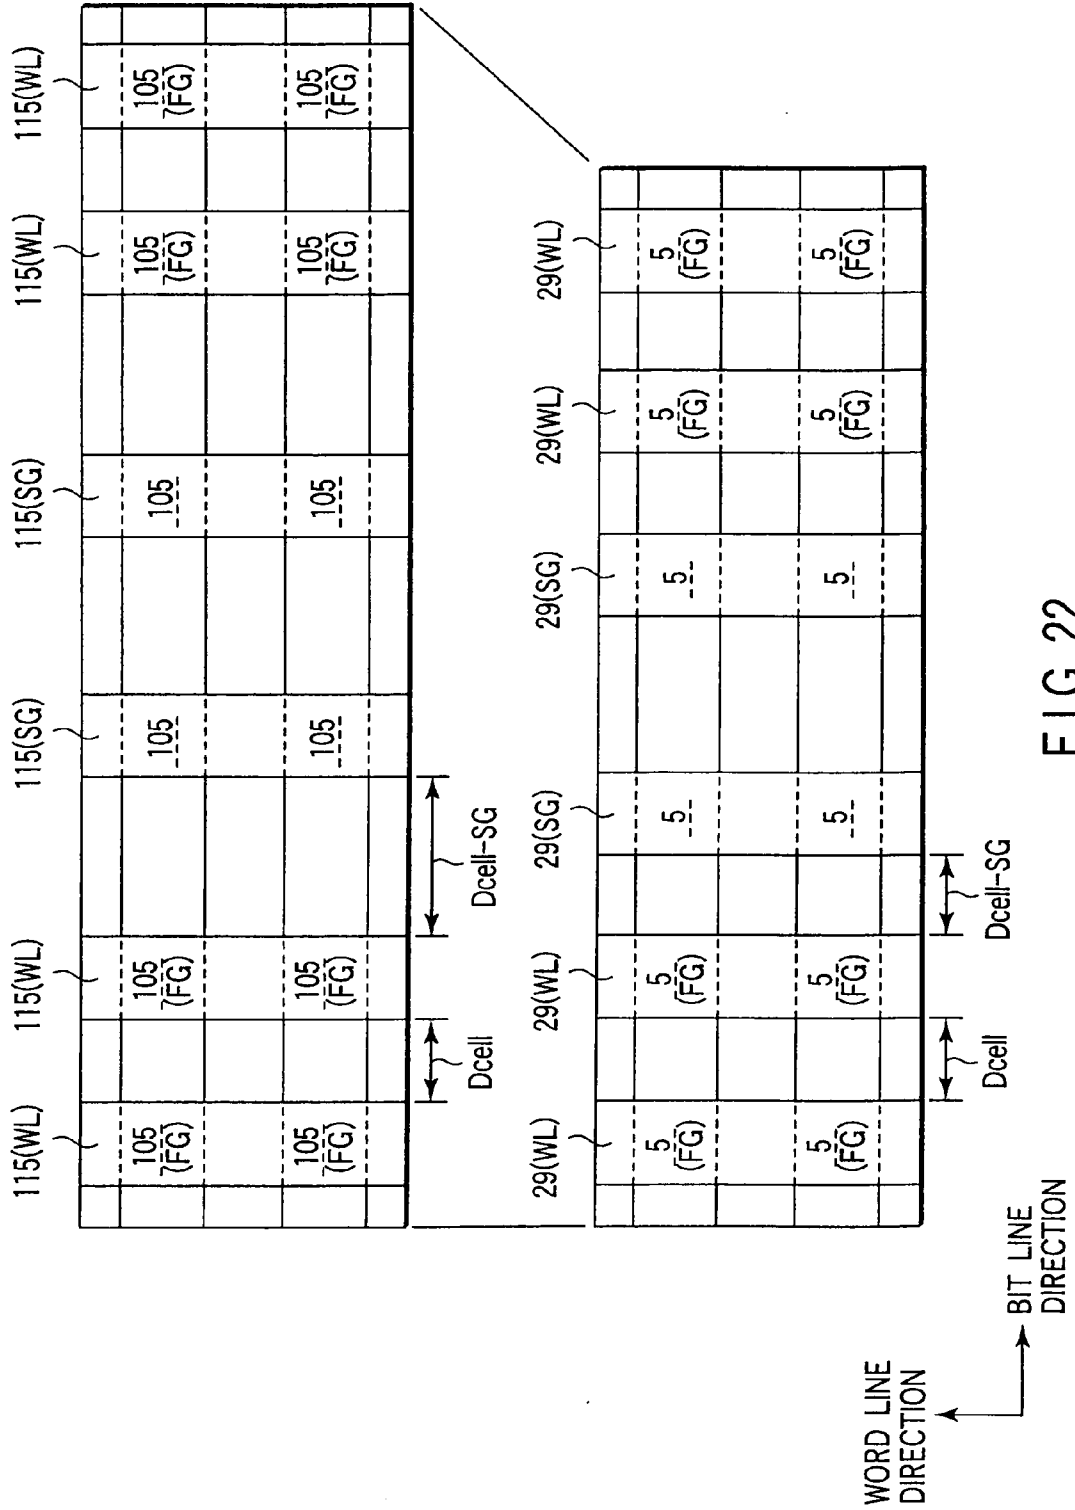 115(WL)
115(WL)
115(SG)
115(SG)
115(WL)
115(WL)
105
(FG)
105
(FG)
105
105
105
(FG)
105
(FG)
105
(FG)
105
(FG)
105
105
105
(FG)
105
(FG)
Dcell
Dcell-SG
29(WL)
29(WL)
29(SG)
29(SG)
29(WL)
29(WL)
5
(FG)
5
(FG)
5
5
5
(FG)
5
(FG)
5
(FG)
5
(FG)
5
5
5
(FG)
5
(FG)
Dcell
Dcell-SG
WORD LINE
DIRECTION
BIT LINE
DIRECTION
FIG. 22